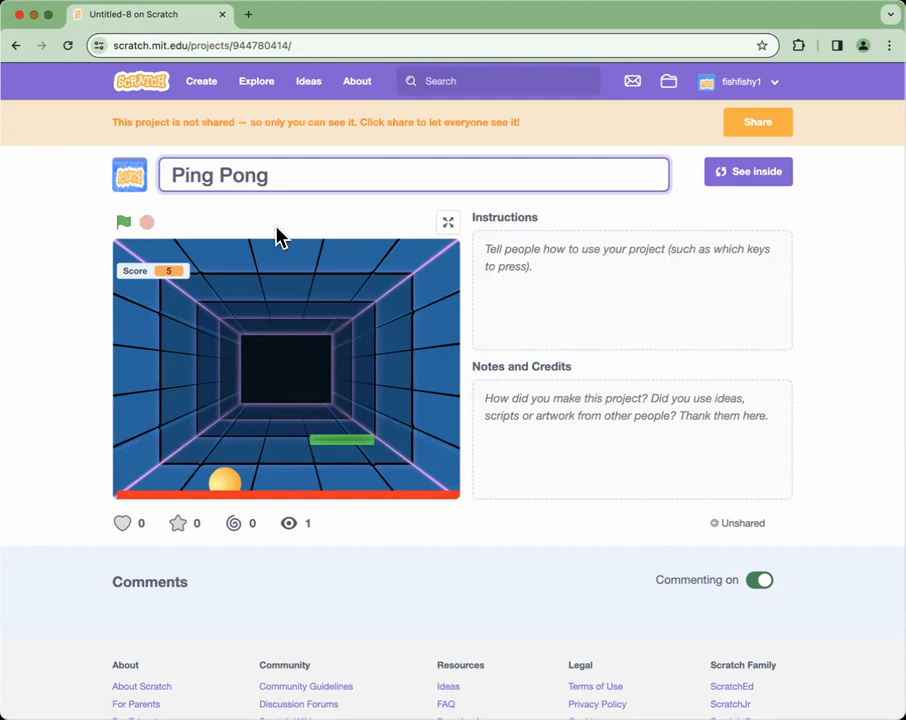 Untitled-8 on Scratch
scratch.mit.edu/projects/944780414/
SCRATCH Create Explore Ideas About Search fishfishy1
This project is not shared — so only you can see it. Click share to let everyone see it!
Share
Ping Pong
See inside
Instructions
Tell people how to use your project (such as which keys
to press).
Score 5
Notes and Credits
How did you make this project? Did you use ideas,
scripts or artwork from other people? Thank them here.
0 0 0 1
Unshared
Comments
Commenting on
About Community Resources Legal Scratch Family
About Scratch Community Guidelines Ideas Terms of Use ScratchEd
For Parents Discussion Forums FAQ Privacy Policy ScratchJr